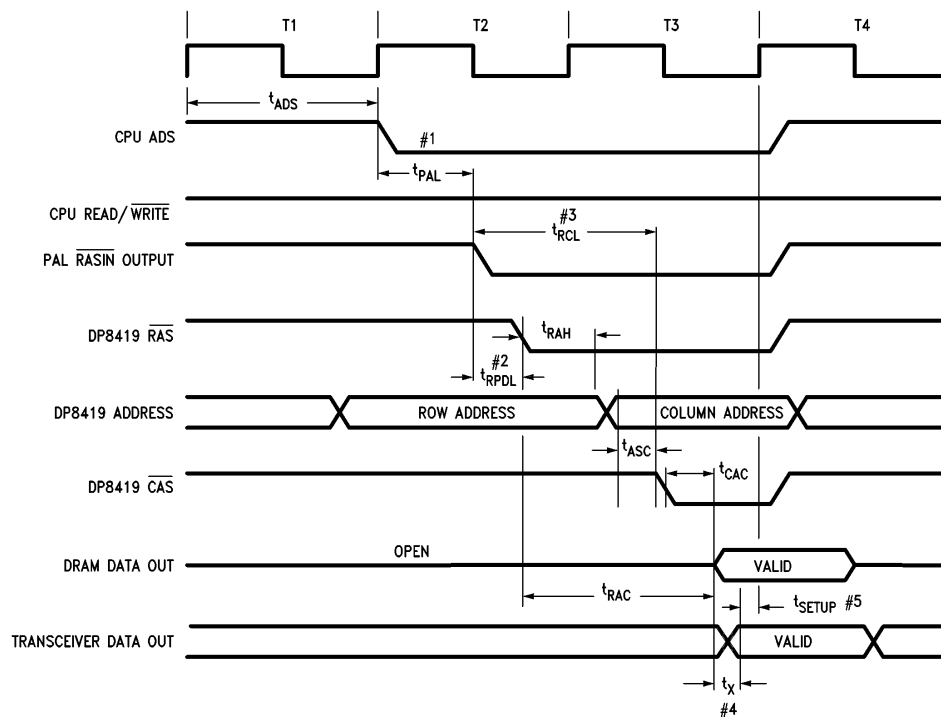 T1 T2 T3 T4
tADS
CPU ADS #1
tPAL
CPU READ/WRITE
#3
tRCL
PAL RASIN OUTPUT
DP8419 RAS
tRAH
#2
tRPDL
DP8419 ADDRESS ROW ADDRESS COLUMN ADDRESS
tASC
tCAC
DP8419 CAS
OPEN
DRAM DATA OUT VALID
tRAC
tSETUP #5
TRANSCEIVER DATA OUT VALID
tX
#4